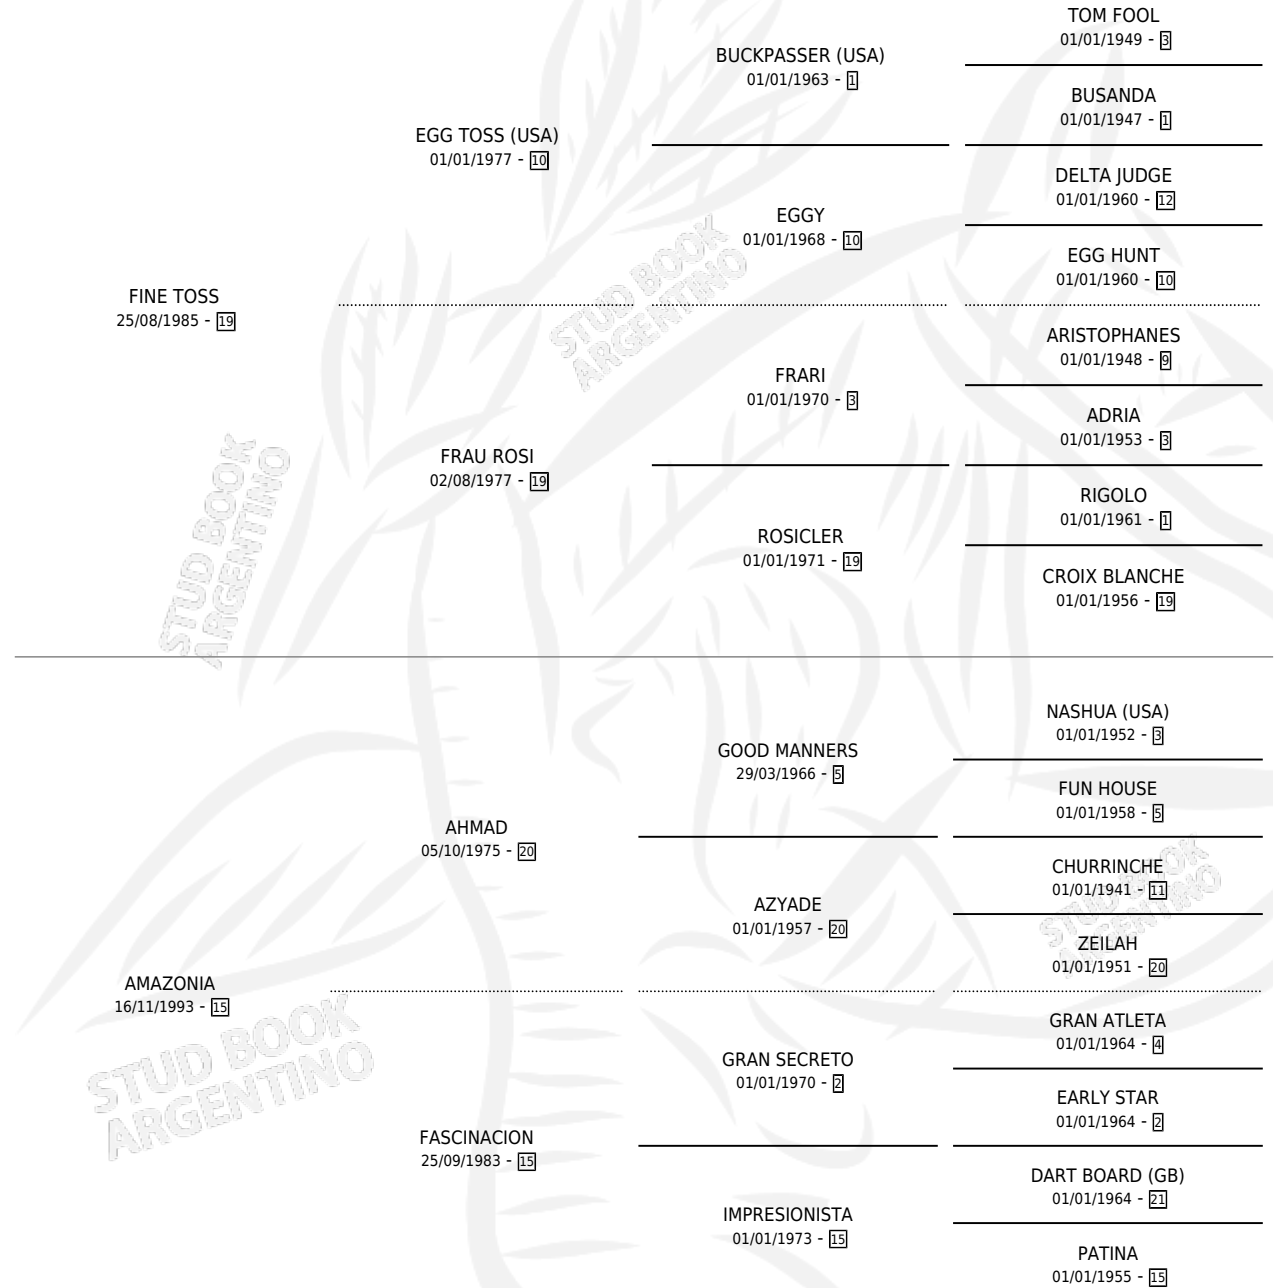 TOM FOOL
01/01/1949 - 3
BUCKPASSER (USA)
01/01/1963 - 1
BUSANDA
01/01/1947 - 1
EGG TOSS (USA)
01/01/1977 - 10
DELTA JUDGE
01/01/1960 - 12
EGGY
01/01/1968 - 10
EGG HUNT
01/01/1960 - 10
FINE TOSS
25/08/1985 - 19
STUD BOOK
ARGENTINO
ARISTOPHANES
01/01/1948 - 9
FRARI
01/01/1970 - 3
ADRIA
01/01/1953 - 3
FRAU ROSI
02/08/1977 - 19
RIGOLO
01/01/1961 - 1
ROSICLER
01/01/1971 - 19
CROIX BLANCHE
01/01/1956 - 19
STUD BOOK
ARGENTINO
NASHUA (USA)
01/01/1952 - 3
GOOD MANNERS
29/03/1966 - 5
FUN HOUSE
01/01/1958 - 5
AHMAD
05/10/1975 - 20
CHURRINCHE
01/01/1941 - 11
AZYADE
01/01/1957 - 20
ZEILAH
01/01/1951 - 20
STUD BOOK
ARGENTINO
AMAZONIA
16/11/1993 - 15
GRAN ATLETA
01/01/1964 - 4
GRAN SECRETO
01/01/1970 - 2
EARLY STAR
01/01/1964 - 2
STUD BOOK
ARGENTINO
FASCINACION
25/09/1983 - 15
DART BOARD (GB)
01/01/1964 - 21
IMPRESIONISTA
01/01/1973 - 15
PATINA
01/01/1955 - 15